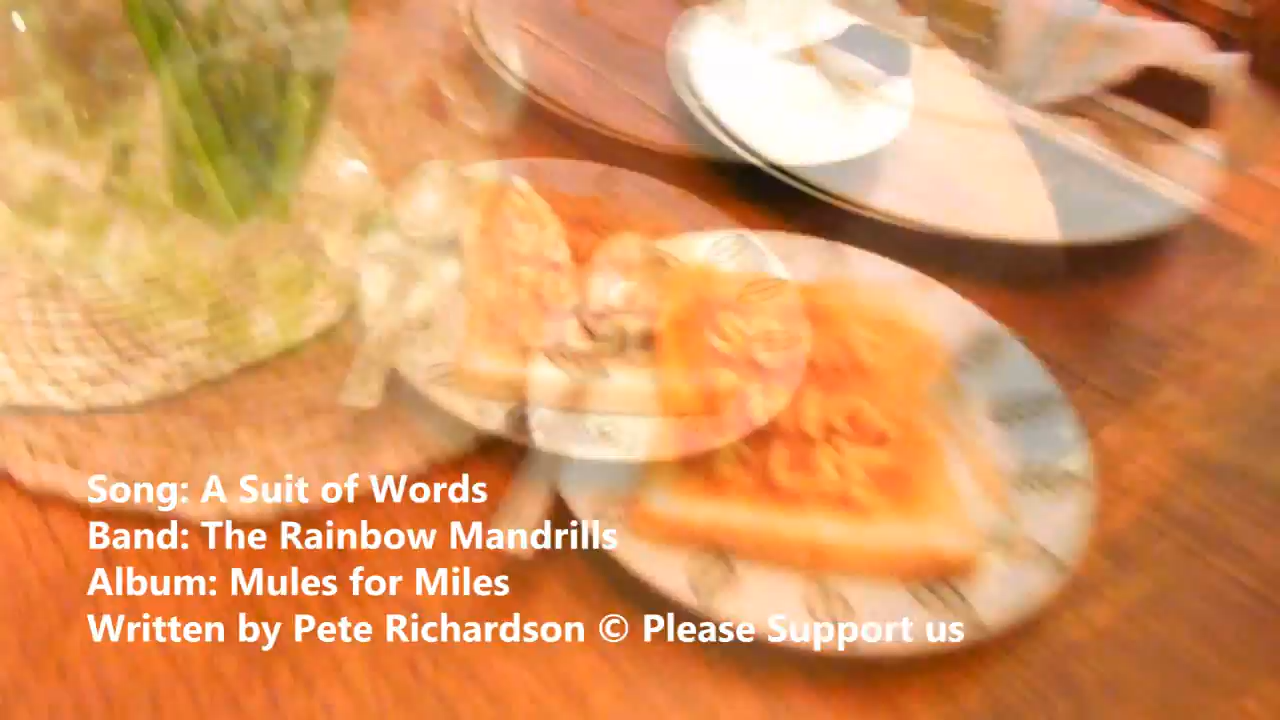 Song: A Suit of Words
Band: The Rainbow Mandrills
Album: Mules for Miles
Written by Pete Richardson © Please Support us